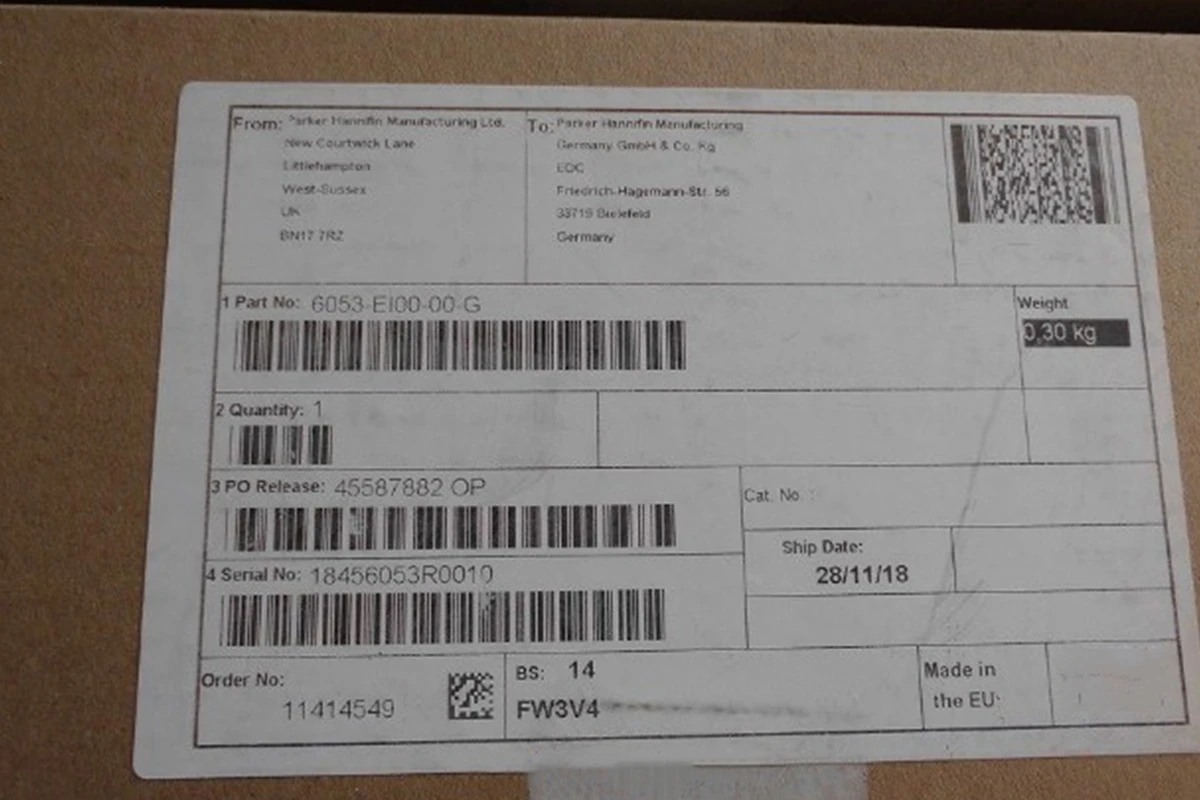 From: Parker Hannifin Manufacturing Ltd.
New Courtwick Lane
Littlehampton
West-Sussex
UK
BN17 7RZ
To: Parker Hannifin Manufacturing
Germany GmbH & Co. Kg
EDC
Friedrich-Hagemann-Str. 56
33719 Bielefeld
Germany
1 Part No: 6053-EI00-00-G
Weight
0,30 kg
2 Quantity: 1
3 PO Release: 45587882 OP
Cat. No
Ship Date:
28/11/18
4 Serial No: 18456053R0010
Order No:
11414549
BS: 14
FW3V4
Made in
the EU